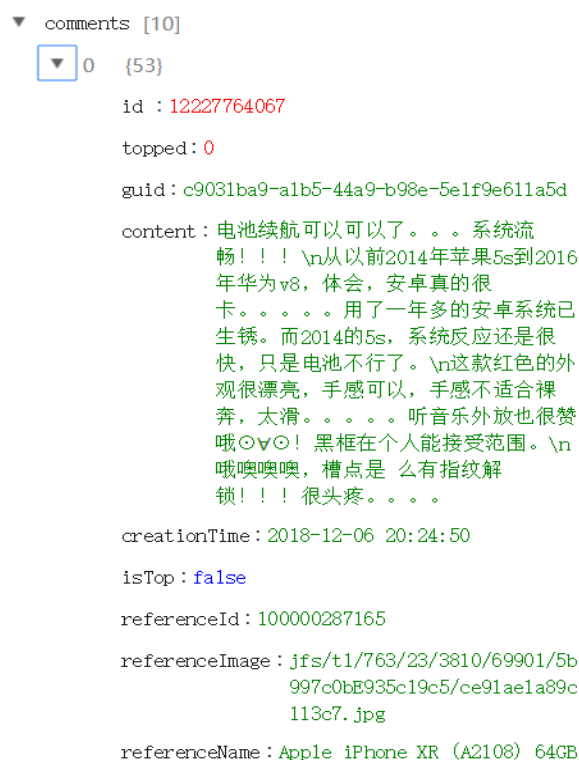 comments [10]
0 {53}
id :12227764067
topped:0
guid:c9031ba9-a1b5-44a9-b98e-5e1f9e611a5d
content:电池续航可以可以了。。。系统流
畅！！！\n从以前2014年苹果5s到2016
年华为v8，体会，安卓真的很
卡。。。。。用了一年多的安卓系统已
生锈。而2014的5s，系统反应还是很
快，只是电池不行了。\n这款红色的外
观很漂亮，手感可以，手感不适合裸
奔，太滑。。。。。听音乐外放也很赞
哦⊙∀⊙！黑框在个人能接受范围。\n
哦噢噢噢，槽点是 么有指纹解
锁！！！很头疼。。。。
creationTime:2018-12-06 20:24:50
isTop:false
referenceId:100000287165
referenceImage:jfs/t1/763/23/3810/69901/5b
997c0bE935c19c5/ce91ae1a89c
113c7.jpg
referenceName:Apple iPhone XR (A2108) 64GB